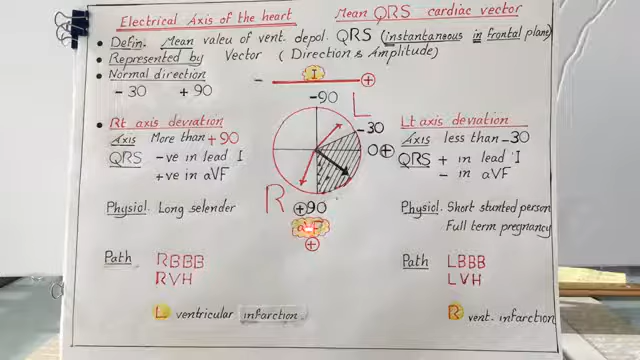 Electrical Axis of the heart
Mean QRS cardiac vector
• Defin. Mean valeu of vent. depol. QRS (instantaneous in frontal plane)
• Represented by Vector (Direction & Amplitude)
• Normal direction
− 30 + 90
− I +
−90
L
−30
0 +
R
+90
aVF
+
• Rt axis deviation
Axis More than +90
QRS −ve in lead I
+ve in aVF
Physiol. Long selender
Path RBBB
RVH
L ventricular infarction.
Lt axis deviation
Axis less than −30
QRS + in lead I
− in aVF
Physiol. Short stunted person
Full term pregnancy
Path LBBB
LVH
R vent. infarction